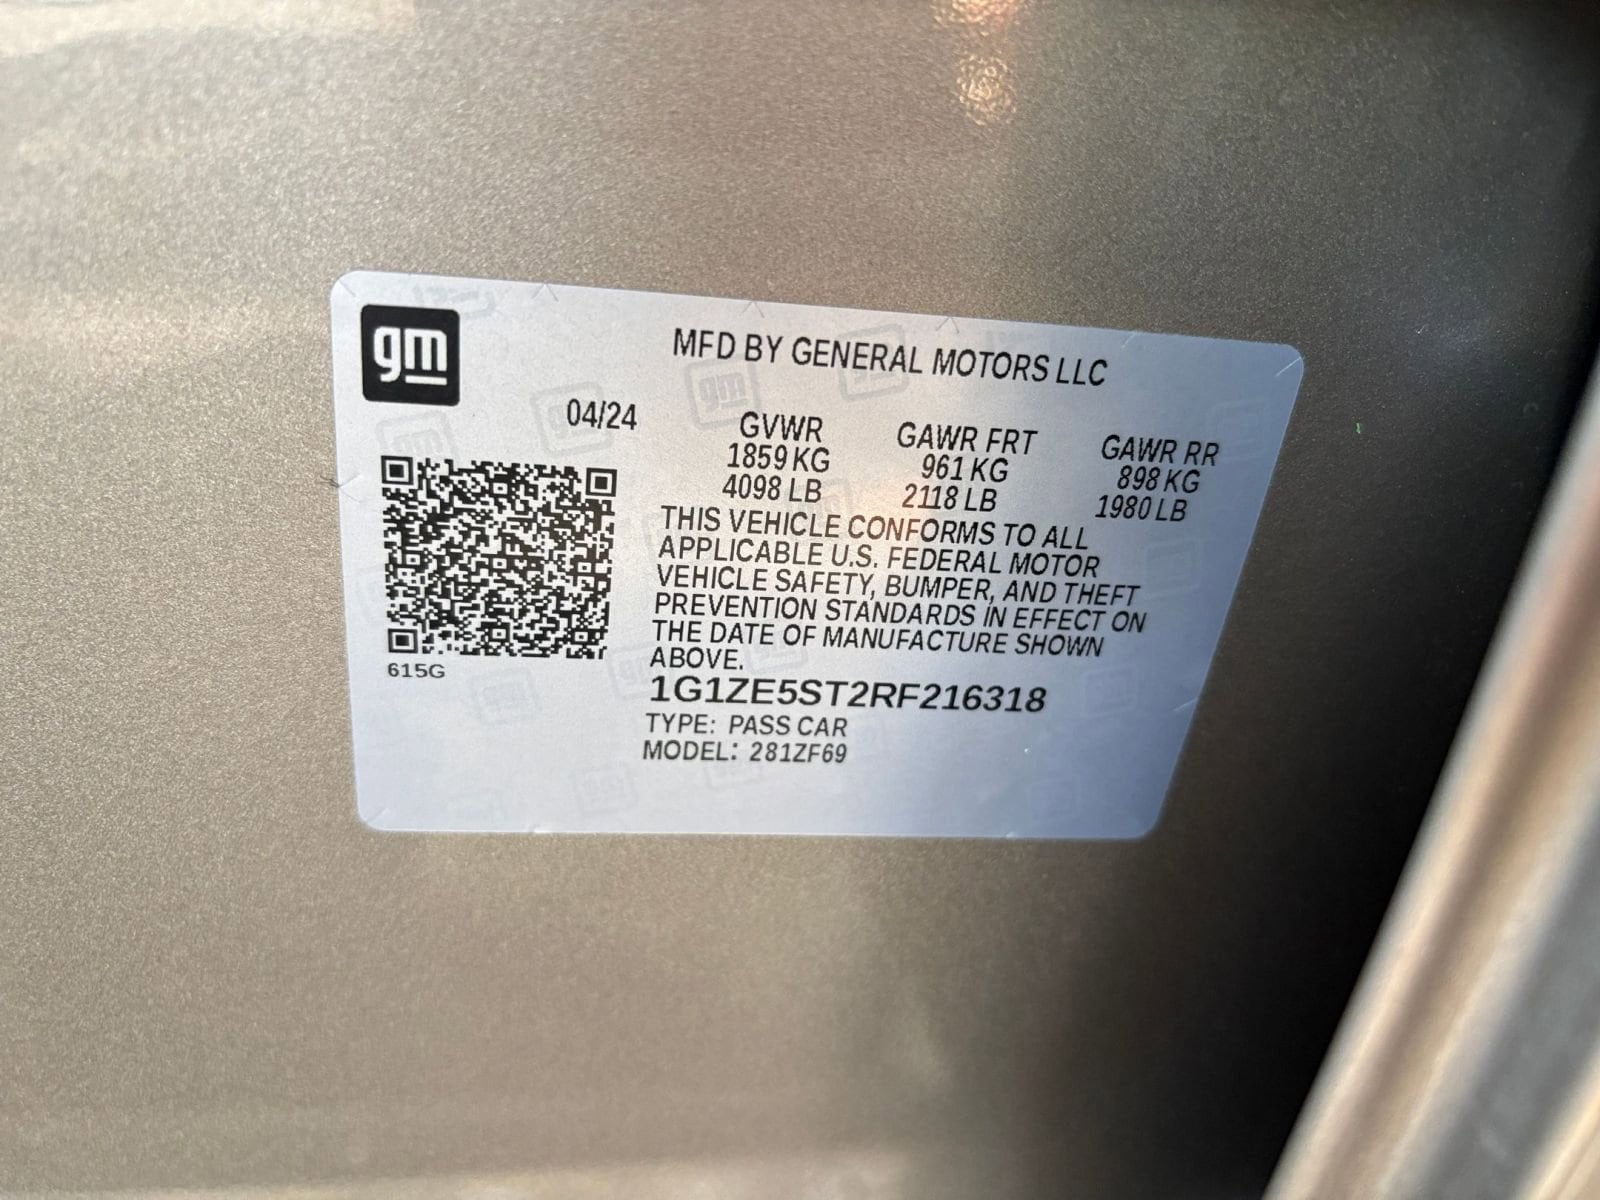 gm
MFD BY GENERAL MOTORS LLC
04/24
GVWR GAWR FRT GAWR RR
1859 KG 961 KG 898 KG
4098 LB 2118 LB 1980 LB
THIS VEHICLE CONFORMS TO ALL
APPLICABLE U.S. FEDERAL MOTOR
VEHICLE SAFETY, BUMPER, AND THEFT
PREVENTION STANDARDS IN EFFECT ON
THE DATE OF MANUFACTURE SHOWN
ABOVE.
615G
1G1ZE5ST2RF216318
TYPE: PASS CAR
MODEL: 281ZF69